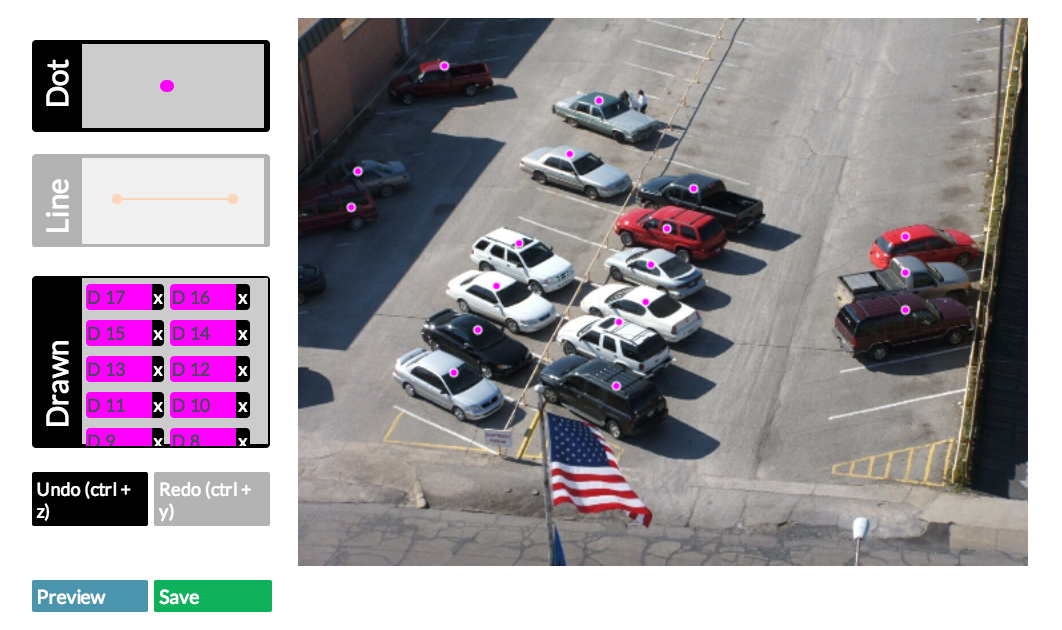 Dot
Line
Drawn
D 17 x D 16 x
D 15 x D 14 x
D 13 x D 12 x
D 11 x D 10 x
D 9 x D 8 x
Undo (ctrl +
z)
Redo (ctrl +
y)
Preview
Save